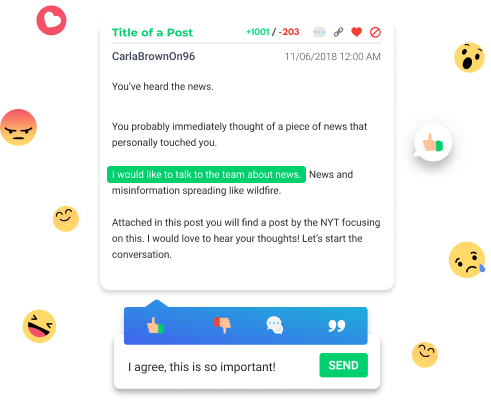 Title of a Post +1001 / -203
CarlaBrownOn96 11/06/2018 12:00 AM
You've heard the news.
You probably immediately thought of a piece of news that
personally touched you.
I would like to talk to the team about news. News and
misinformation spreading like wildfire.
Attached in this post you will find a post by the NYT focusing
on this. I would love to hear your thoughts! Let's start the
conversation.
I agree, this is so important! SEND